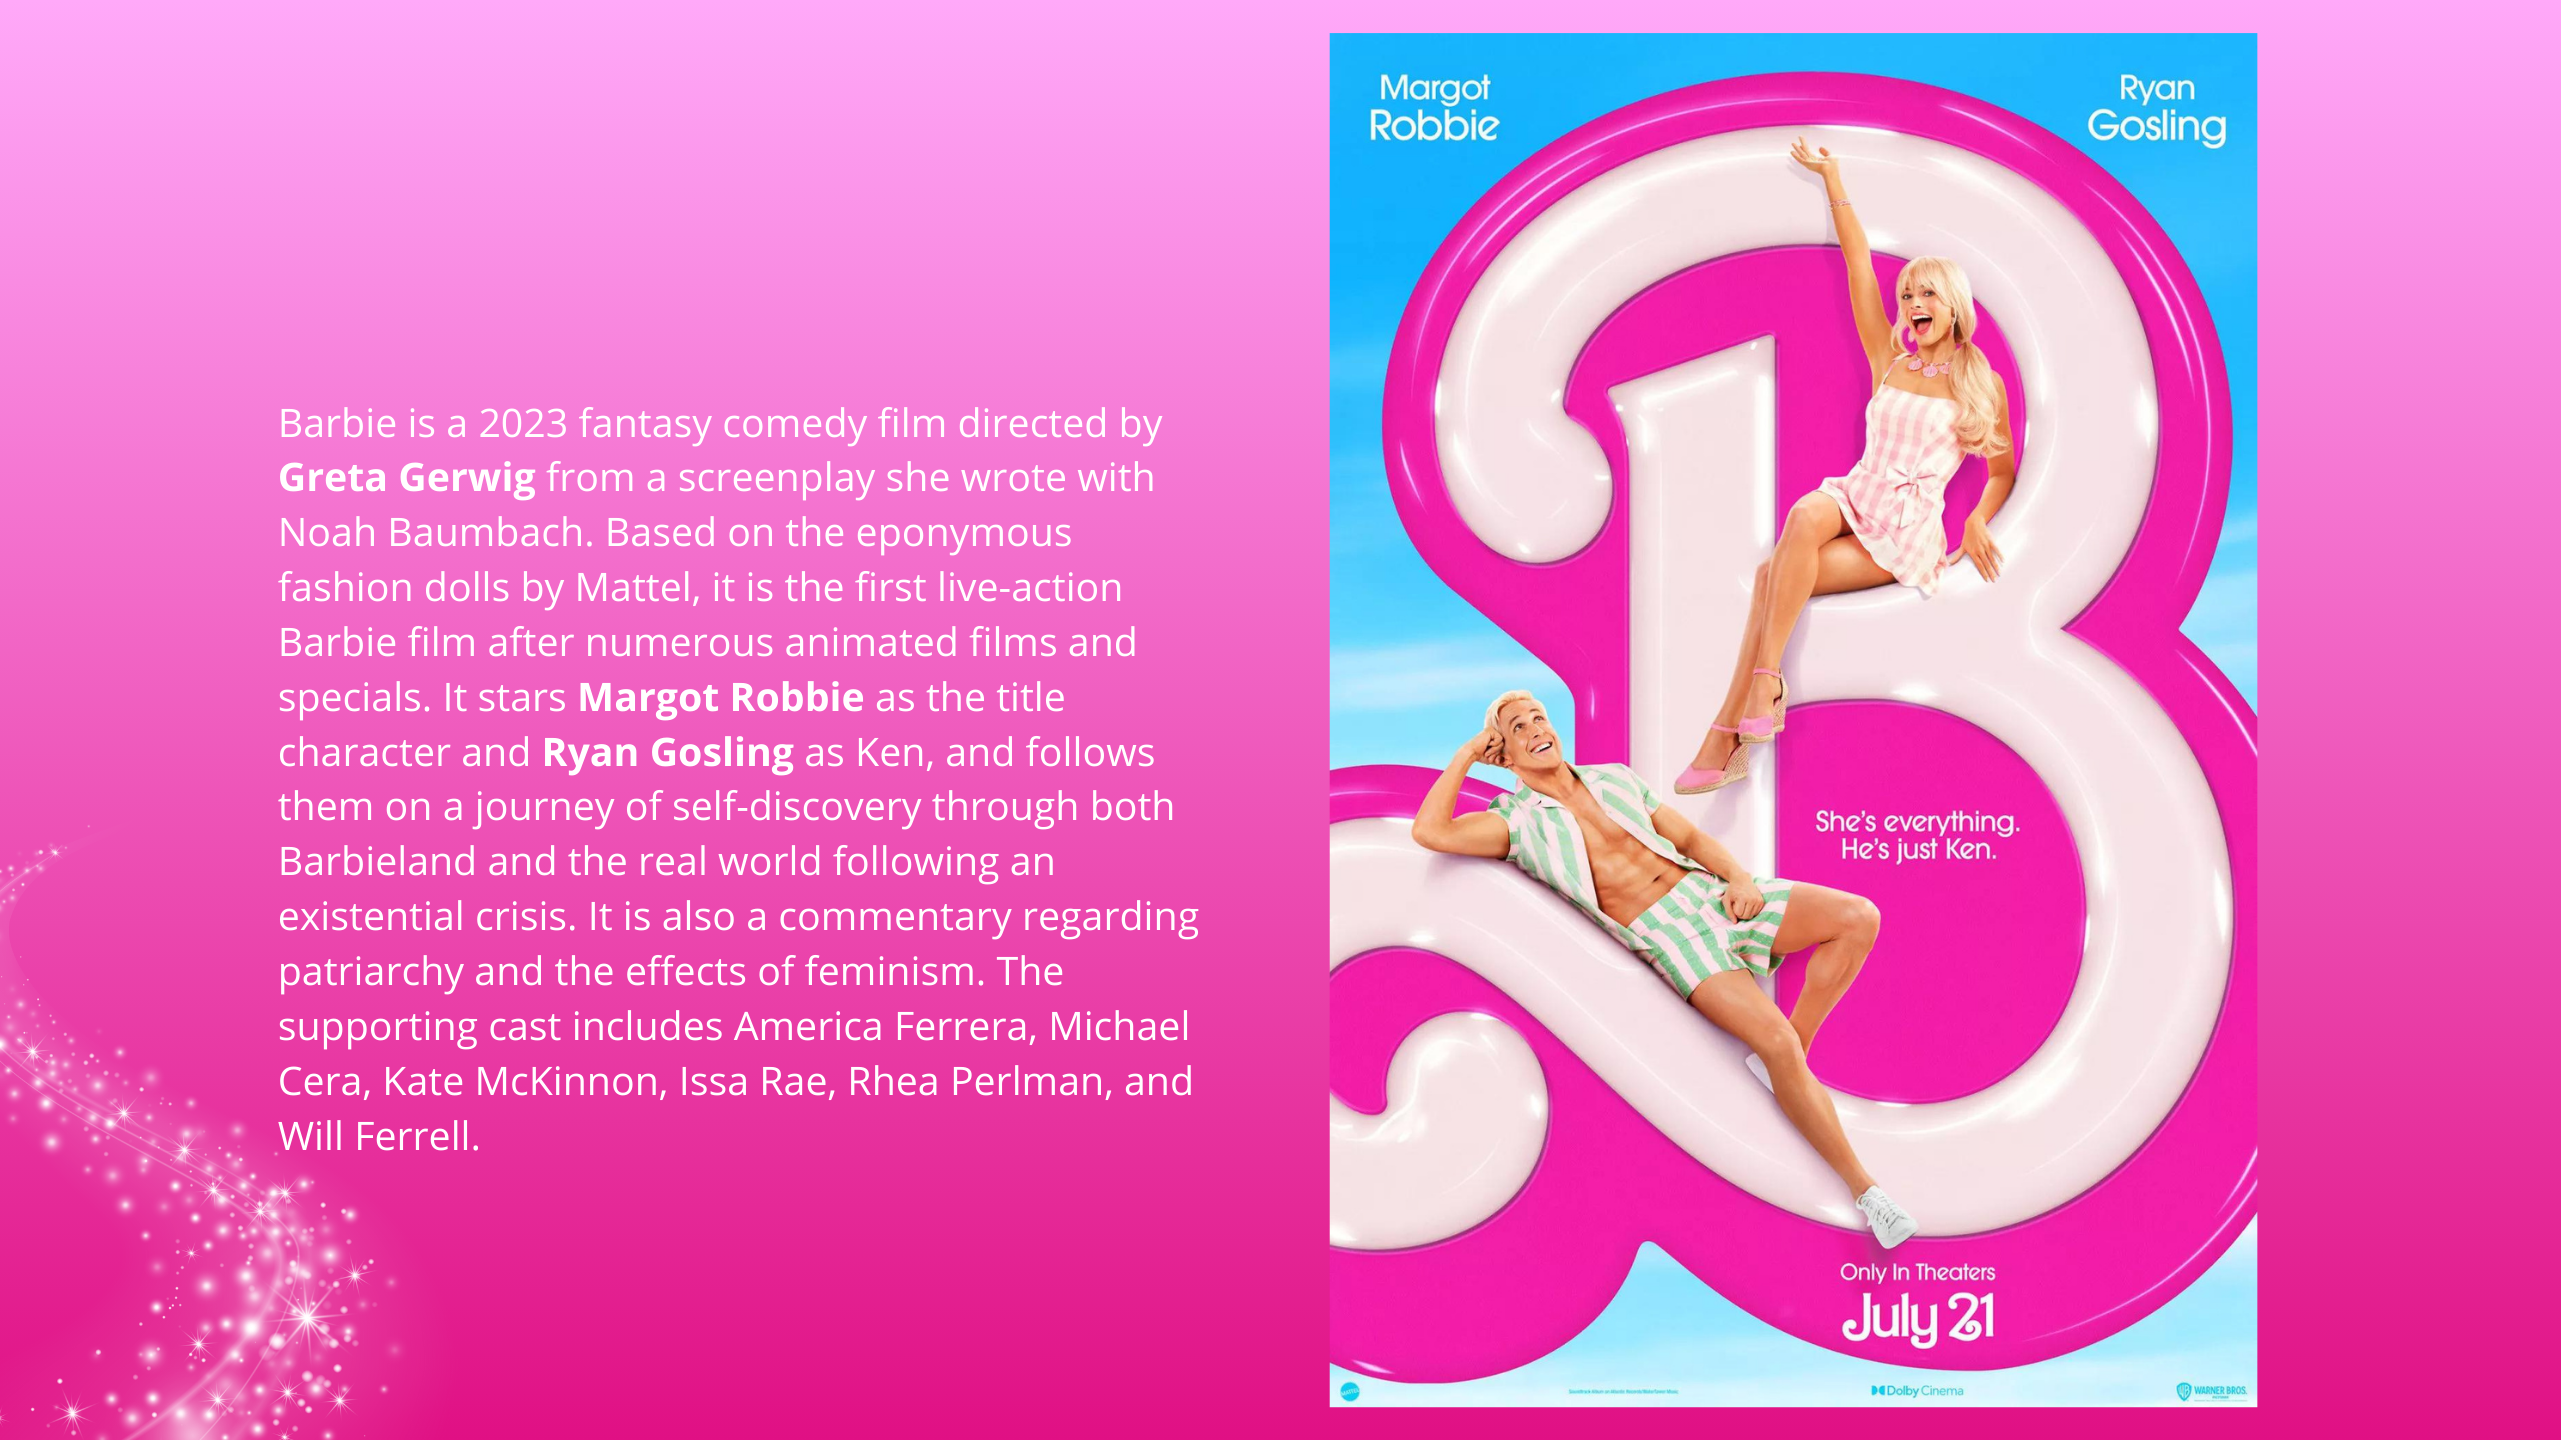 Barbie is a 2023 fantasy comedy film directed by
Greta Gerwig from a screenplay she wrote with
Noah Baumbach. Based on the eponymous
fashion dolls by Mattel, it is the first live-action
Barbie film after numerous animated films and
specials. It stars Margot Robbie as the title
character and Ryan Gosling as Ken, and follows
them on a journey of self-discovery through both
Barbieland and the real world following an
existential crisis. It is also a commentary regarding
patriarchy and the effects of feminism. The
supporting cast includes America Ferrera, Michael
Cera, Kate McKinnon, Issa Rae, Rhea Perlman, and
Will Ferrell.
Margot
Robbie
Ryan
Gosling
B
She's everything.
He's just Ken.
Only In Theaters
July 21
MATTEL
Dolby Cinema
WARNER BROS.